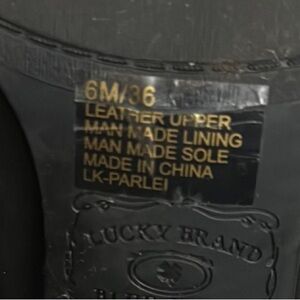 6M/36
LEATHER UPPER
MAN MADE LINING
MAN MADE SOLE
MADE IN CHINA
LK-PARLEI
LUCKY BRAND